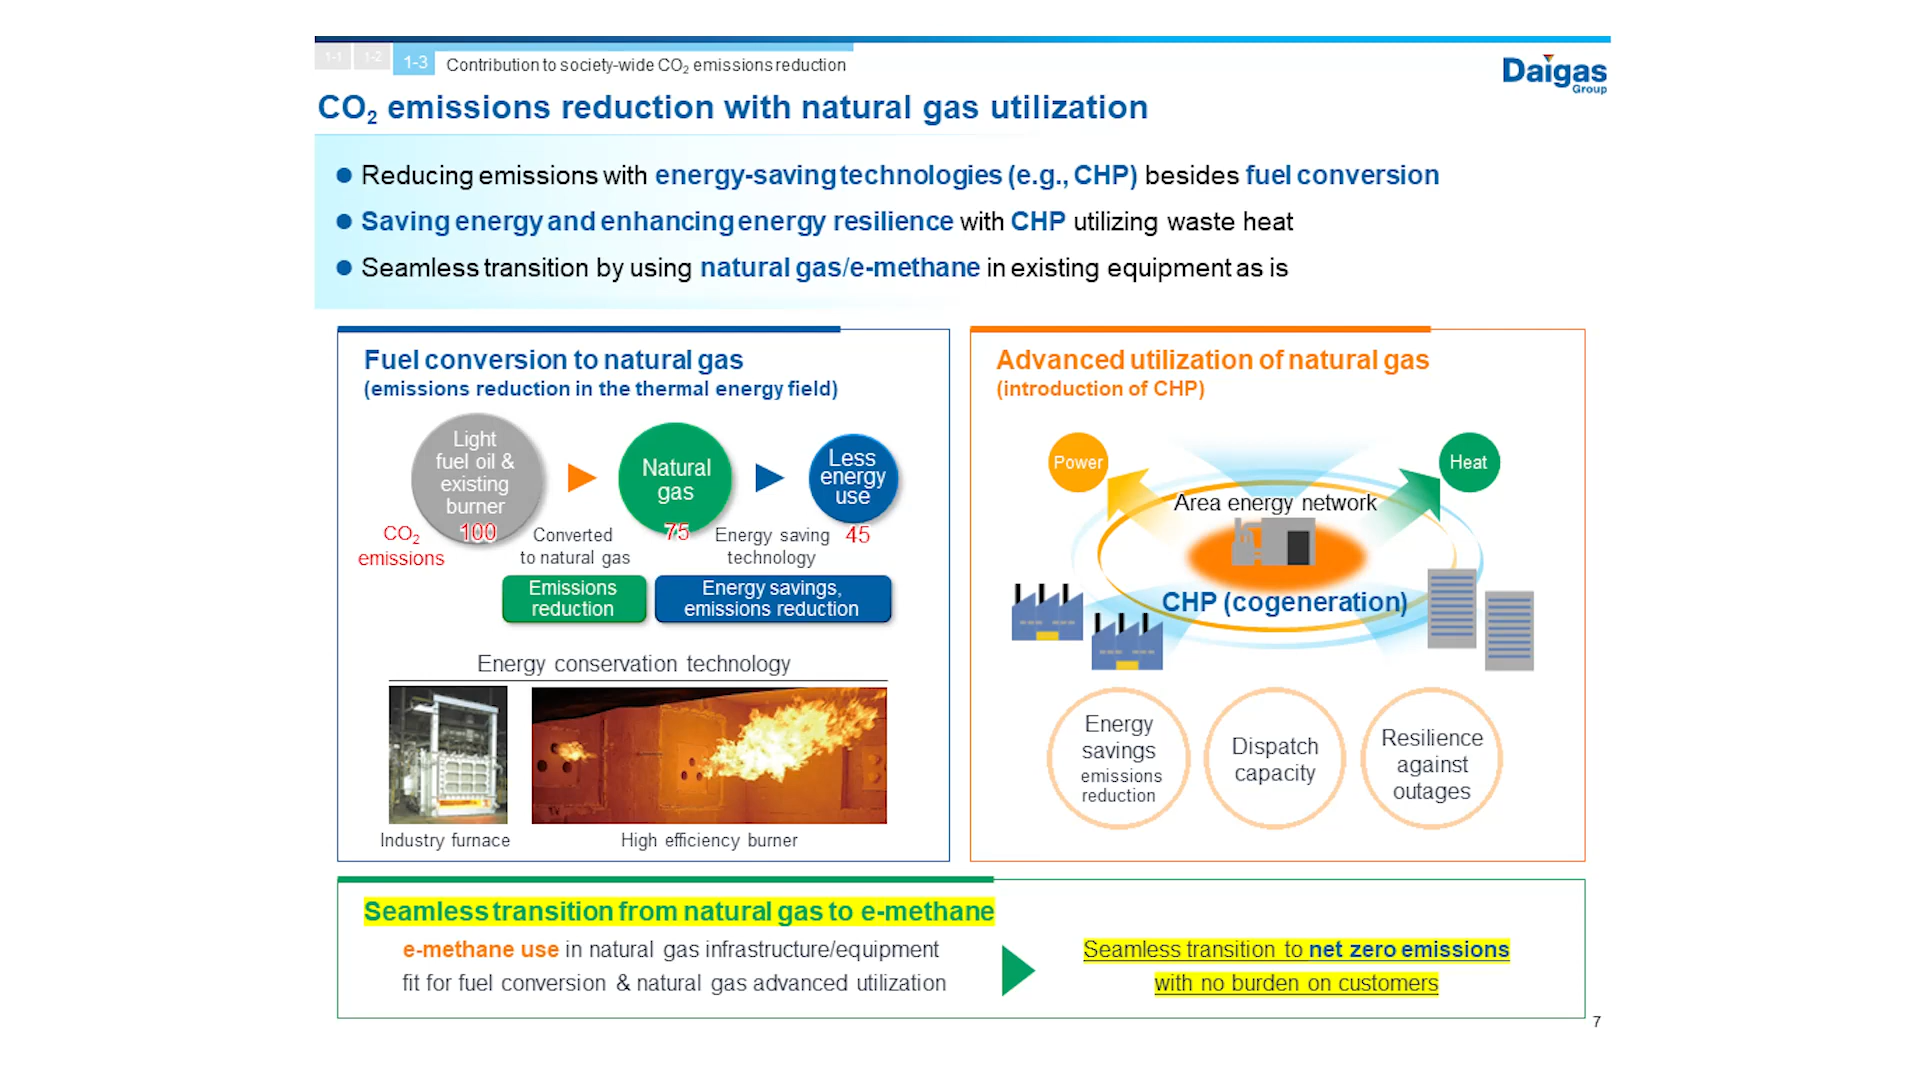 1-1 1-2 1-3 Contribution to society-wide CO₂ emissions reduction
Daigas
Group
CO₂ emissions reduction with natural gas utilization
● Reducing emissions with energy-saving technologies (e.g., CHP) besides fuel conversion
● Saving energy and enhancing energy resilience with CHP utilizing waste heat
● Seamless transition by using natural gas/e-methane in existing equipment as is
Fuel conversion to natural gas
(emissions reduction in the thermal energy field)
Light
fuel oil &
existing
burner
100
Natural
gas
75
Less
energy
use
45
CO₂
emissions
Converted
to natural gas
Energy saving
technology
Emissions
reduction
Energy savings,
emissions reduction
Energy conservation technology
Industry furnace
High efficiency burner
Advanced utilization of natural gas
(introduction of CHP)
Power
Heat
Area energy network
CHP (cogeneration)
Energy
savings
emissions
reduction
Dispatch
capacity
Resilience
against
outages
Seamless transition from natural gas to e-methane
e-methane use in natural gas infrastructure/equipment
fit for fuel conversion & natural gas advanced utilization
Seamless transition to net zero emissions
with no burden on customers
7